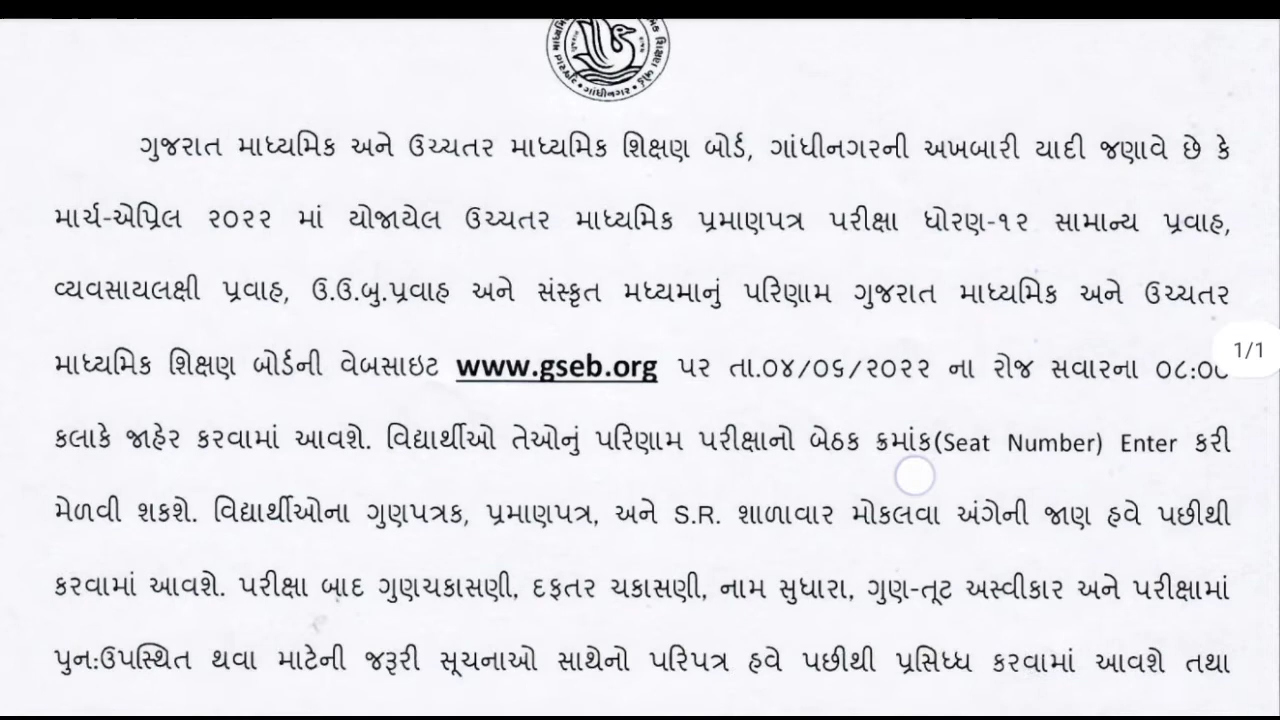 ગાંધીનગર
ગુજરાત માધ્યમિક અને ઉચ્ચતર માધ્યમિક શિક્ષણ બોર્ડ, ગાંધીનગરની અખબારી યાદી જણાવે છે કે
માર્ચ-એપ્રિલ ૨૦૨૨ માં યોજાયેલ ઉચ્ચતર માધ્યમિક પ્રમાણપત્ર પરીક્ષા ધોરણ-૧૨ સામાન્ય પ્રવાહ,
વ્યવસાયલક્ષી પ્રવાહ, ઉ.ઉ.બુ.પ્રવાહ અને સંસ્કૃત મધ્યમાનું પરિણામ ગુજરાત માધ્યમિક અને ઉચ્ચતર
માધ્યમિક શિક્ષણ બોર્ડની વેબસાઇટ www.gseb.org પર તા.૦૪/૦૬/૨૦૨૨ ના રોજ સવારના ૦૮:૦૦
1/1
કલાકે જાહેર કરવામાં આવશે. વિદ્યાર્થીઓ તેઓનું પરિણામ પરીક્ષાનો બેઠક ક્રમાંક(Seat Number) Enter કરી
મેળવી શકશે. વિદ્યાર્થીઓના ગુણપત્રક, પ્રમાણપત્ર, અને S.R. શાળાવાર મોકલવા અંગેની જાણ હવે પછીથી
કરવામાં આવશે. પરીક્ષા બાદ ગુણચકાસણી, દફતર ચકાસણી, નામ સુધારા, ગુણ-તૂટ અસ્વીકાર અને પરીક્ષામાં
પુન:ઉપસ્થિત થવા માટેની જરૂરી સૂચનાઓ સાથેનો પરિપત્ર હવે પછીથી પ્રસિધ્ધ કરવામાં આવશે તથા